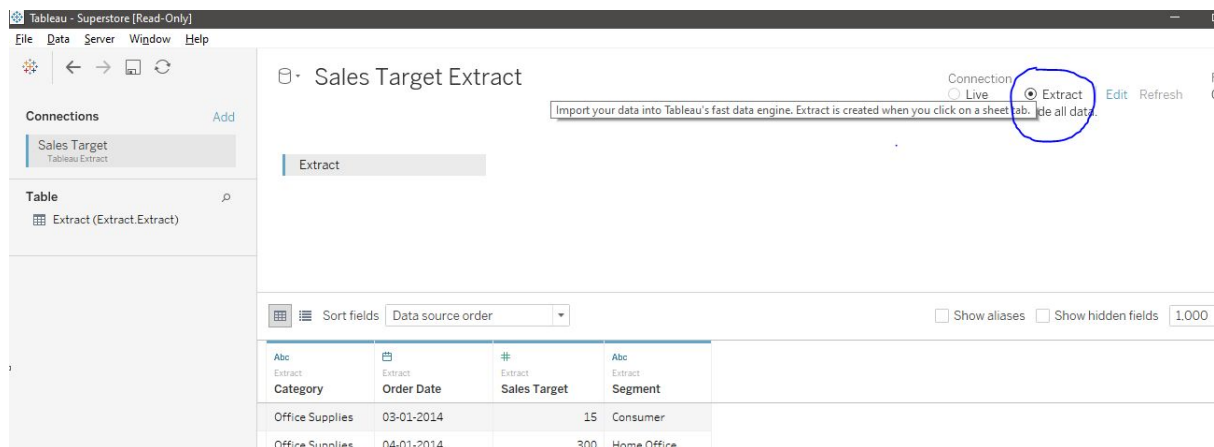 Tableau - Superstore [Read-Only]
File Data Server Window Help
Sales Target Extract
Connection
Live Extract Edit Refresh
Import your data into Tableau's fast data engine. Extract is created when you click on a sheet tab.
de all data.
Connections Add
Sales Target
Tableau Extract
Extract
Table
Extract (Extract.Extract)
Sort fields Data source order Show aliases Show hidden fields 1,000
Abc # Abc
Extract Extract Extract Extract
Category Order Date Sales Target Segment
Office Supplies 03-01-2014 15 Consumer
Office Supplies 04-01-2014 300 Home Office